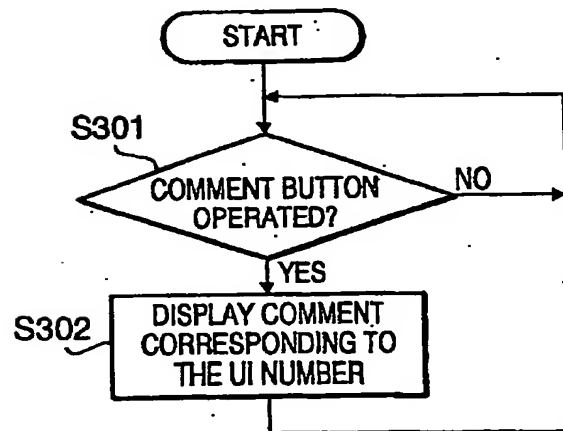 START
S301
COMMENT BUTTON
OPERATED?
NO
YES
S302
DISPLAY COMMENT
CORRESPONDING TO
THE UI NUMBER